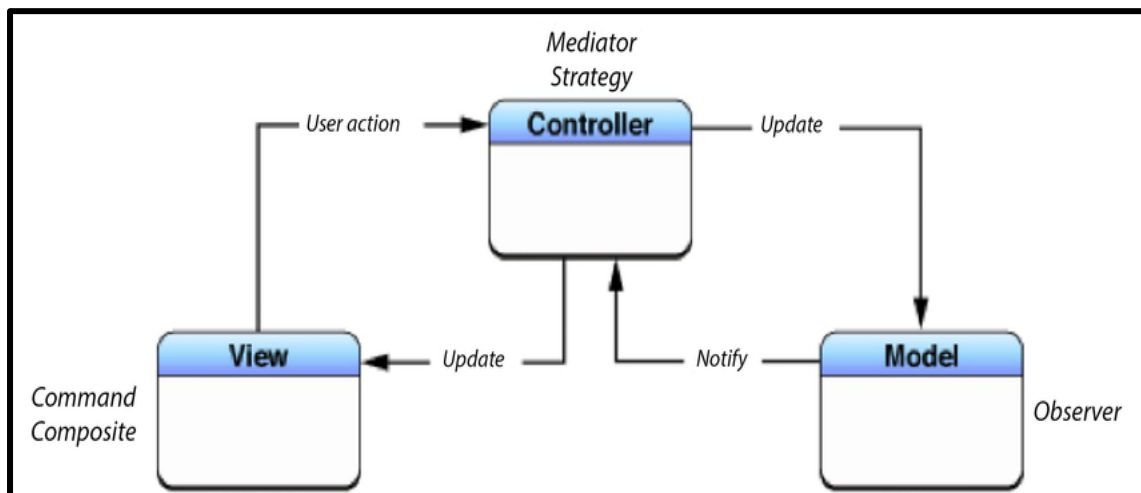 Mediator
Strategy
Controller
User action
Update
View
Update
Notify
Model
Command
Composite
Observer